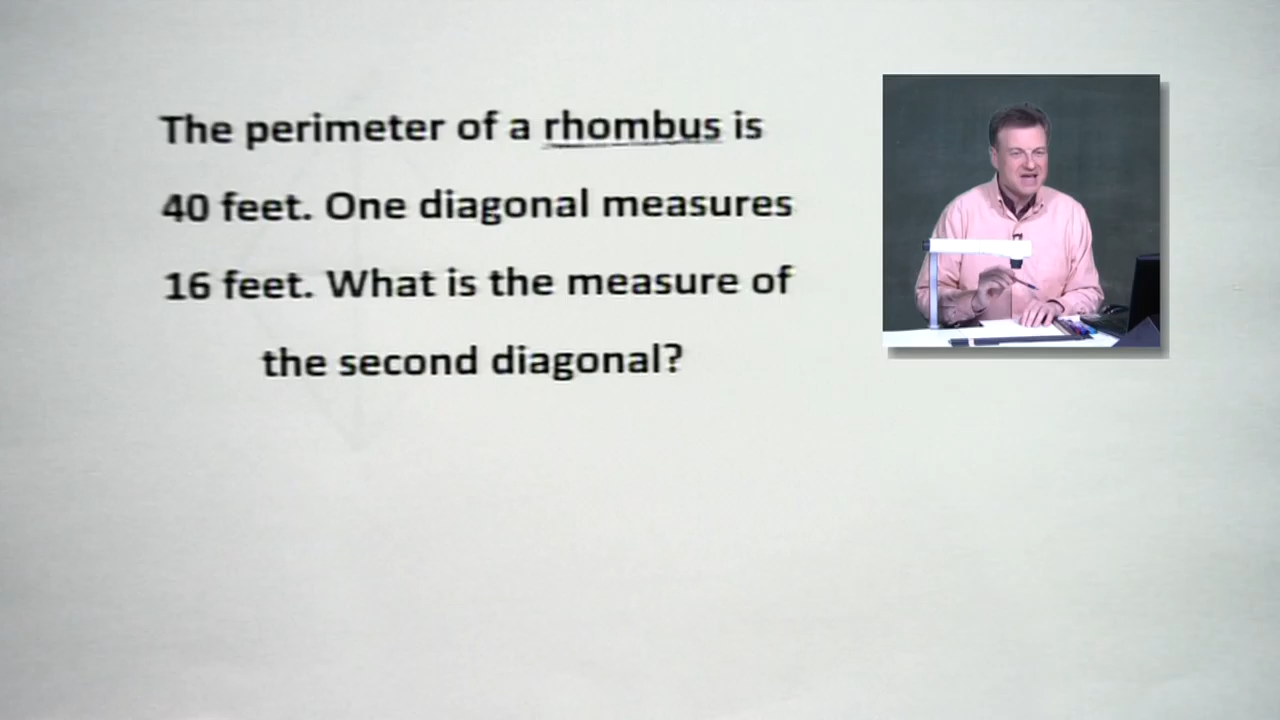 The perimeter of a rhombus is
40 feet. One diagonal measures
16 feet. What is the measure of
the second diagonal?